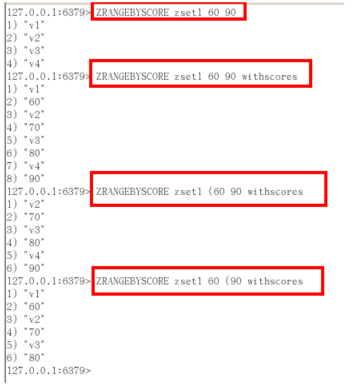 127.0.0.1:6379> ZRANGEBYSCORE zset1 60 90
1) "v1"
2) "v2"
3) "v3"
4) "v4"
127.0.0.1:6379> ZRANGEBYSCORE zset1 60 90 withscores
1) "v1"
2) "60"
3) "v2"
4) "70"
5) "v3"
6) "80"
7) "v4"
8) "90"
127.0.0.1:6379> ZRANGEBYSCORE zset1 (60 90 withscores
1) "v2"
2) "70"
3) "v3"
4) "80"
5) "v4"
6) "90"
127.0.0.1:6379> ZRANGEBYSCORE zset1 60 (90 withscores
1) "v1"
2) "60"
3) "v2"
4) "70"
5) "v3"
6) "80"
127.0.0.1:6379>